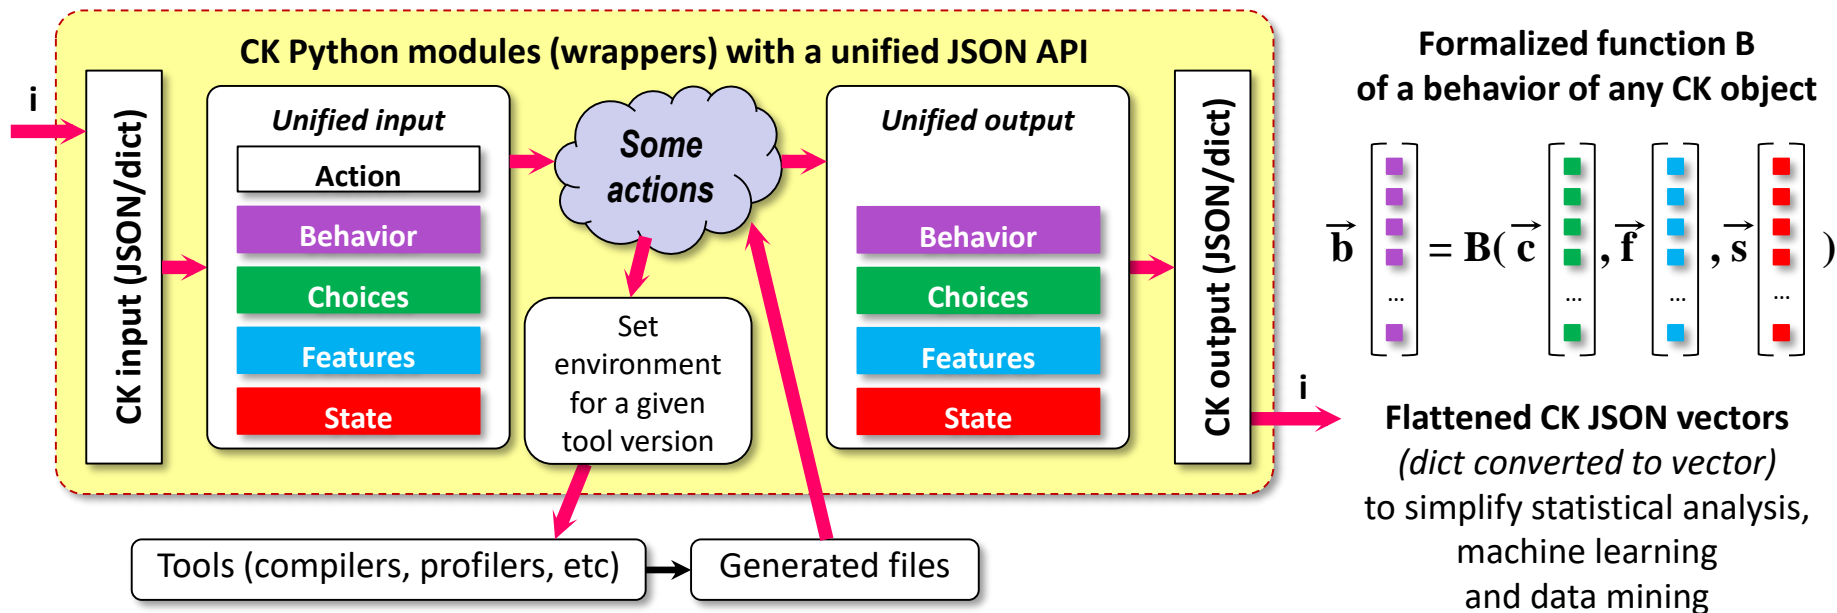 CK Python modules (wrappers) with a unified JSON API
i
CK input (JSON/dict)
Unified input
Action
Behavior
Choices
Features
State
Some
actions
Set
environment
for a given
tool version
Unified output
Behavior
Choices
Features
State
CK output (JSON/dict)
i
Tools (compilers, profilers, etc)
Generated files
Formalized function B
of a behavior of any CK object
b = B( c , f , s )
... ... ... ...
Flattened CK JSON vectors
(dict converted to vector)
to simplify statistical analysis,
machine learning
and data mining